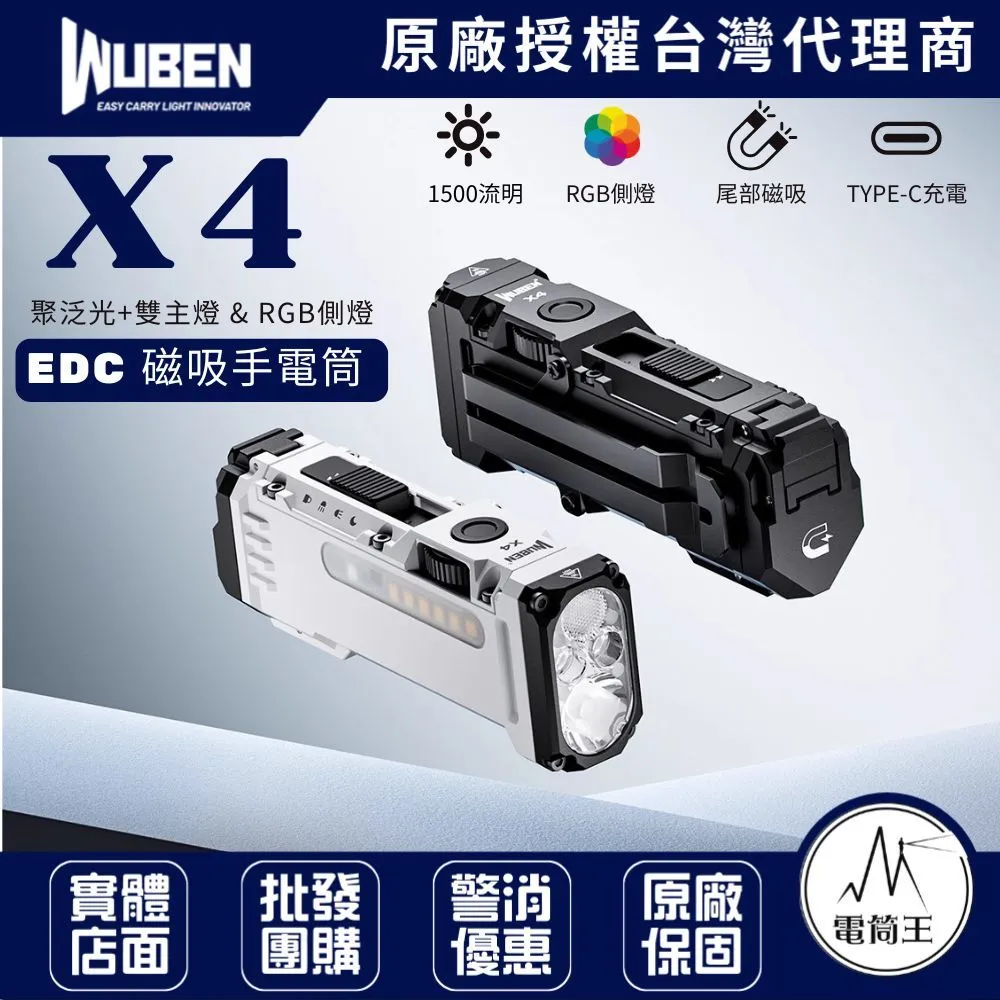 WUBEN
EASY CARRY LIGHT INNOVATOR
原廠授權台灣代理商
X4
1500流明
RGB側燈
尾部磁吸
TYPE-C充電
聚泛光+雙主燈 & RGB側燈
EDC 磁吸手電筒
WUBEN
X4
X4
WUBEN
實體
店面
批發
團購
警消
優惠
原廠
保固
電筒王